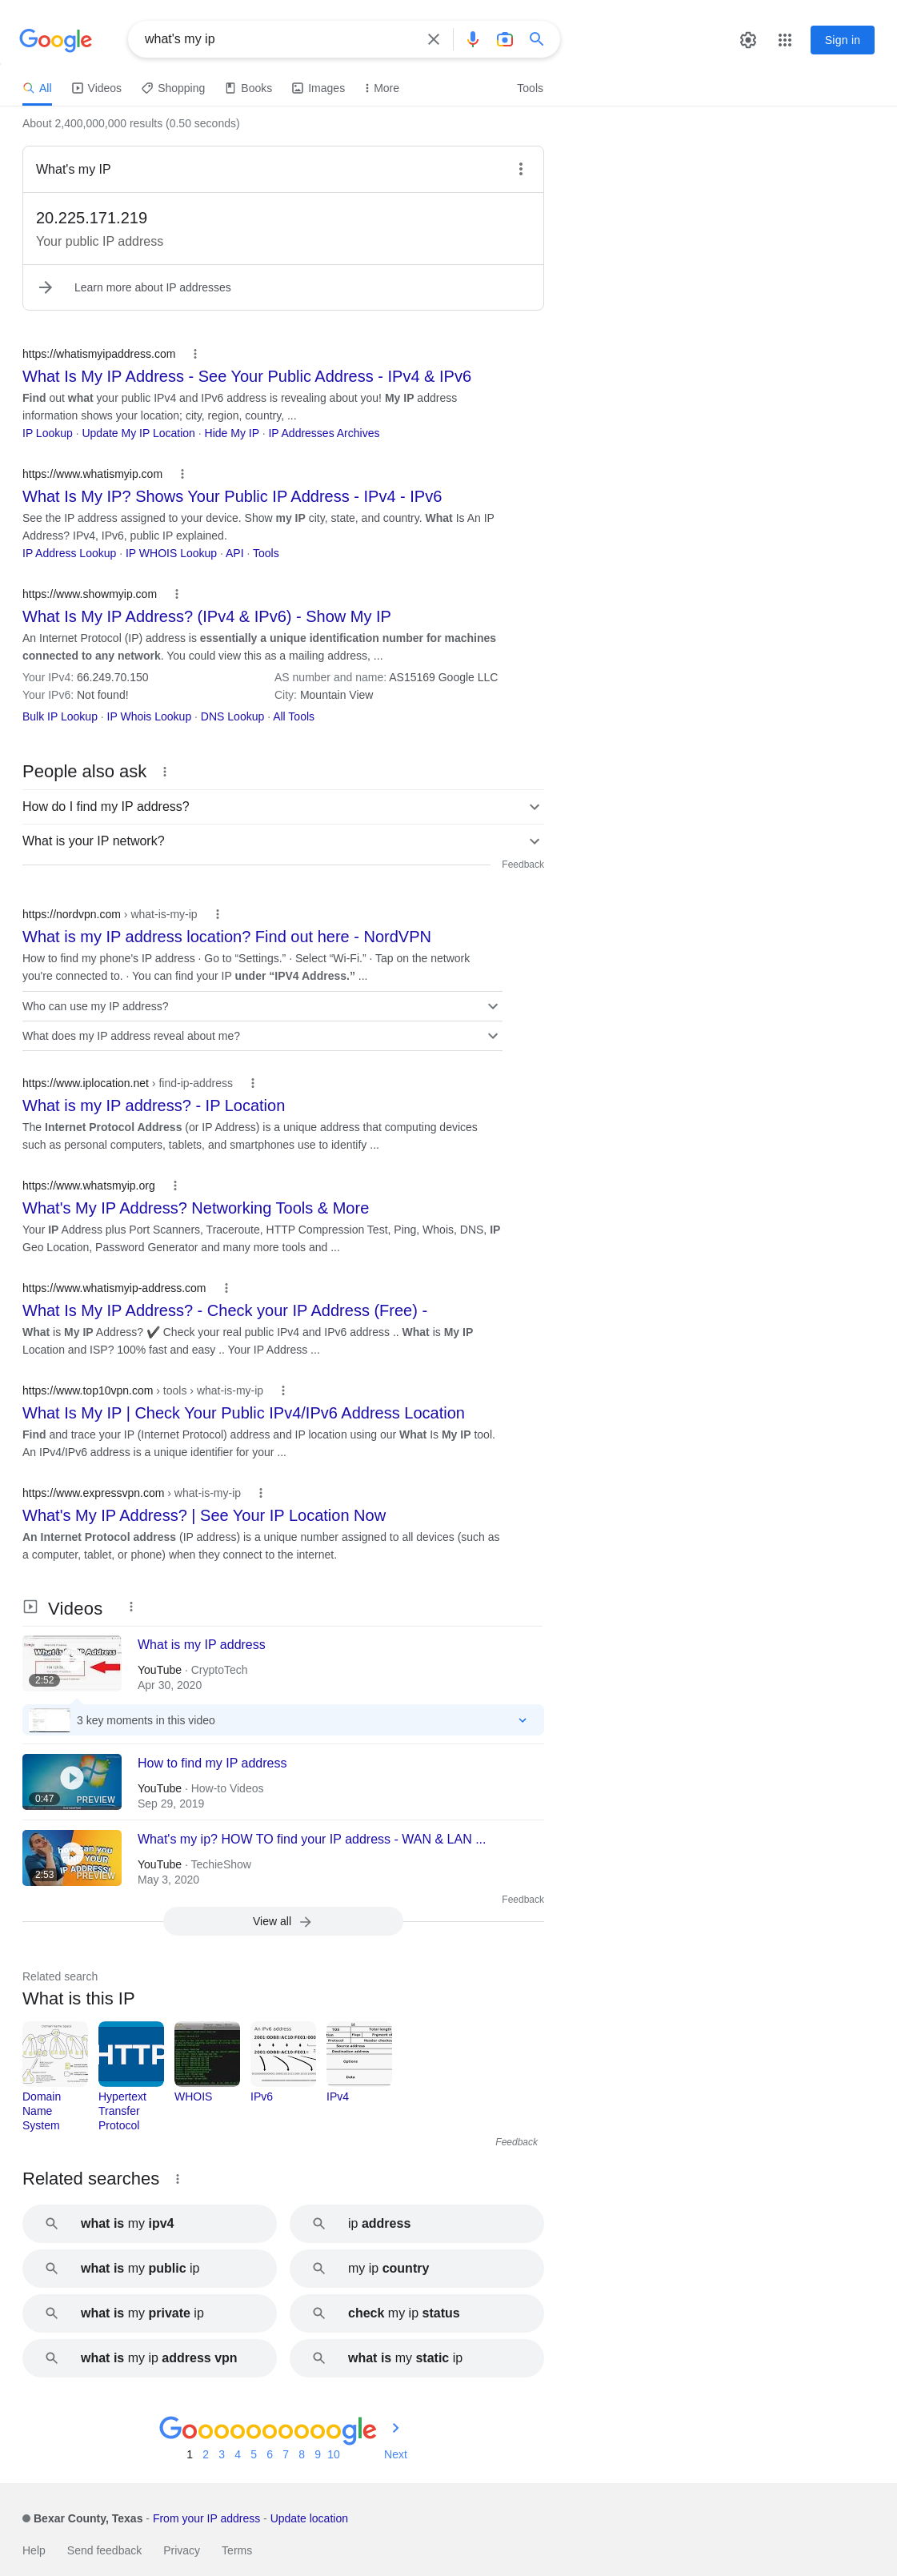 Google
what's my ip
Sign in
All Videos Shopping Books Images More Tools
About 2,400,000,000 results (0.50 seconds)
What's my IP
20.225.171.219
Your public IP address
Learn more about IP addresses
https://whatismyipaddress.com
What Is My IP Address - See Your Public Address - IPv4 & IPv6
Find out what your public IPv4 and IPv6 address is revealing about you! My IP address
information shows your location; city, region, country, ...
IP Lookup · Update My IP Location · Hide My IP · IP Addresses Archives
https://www.whatismyip.com
What Is My IP? Shows Your Public IP Address - IPv4 - IPv6
See the IP address assigned to your device. Show my IP city, state, and country. What Is An IP
Address? IPv4, IPv6, public IP explained.
IP Address Lookup · IP WHOIS Lookup · API · Tools
https://www.showmyip.com
What Is My IP Address? (IPv4 & IPv6) - Show My IP
An Internet Protocol (IP) address is essentially a unique identification number for machines
connected to any network. You could view this as a mailing address, ...
Your IPv4: 66.249.70.150 AS number and name: AS15169 Google LLC
Your IPv6: Not found! City: Mountain View
Bulk IP Lookup · IP Whois Lookup · DNS Lookup · All Tools
People also ask
How do I find my IP address?
What is your IP network?
Feedback
https://nordvpn.com › what-is-my-ip
What is my IP address location? Find out here - NordVPN
How to find my phone's IP address · Go to “Settings.” · Select “Wi-Fi.” · Tap on the network
you're connected to. · You can find your IP under “IPV4 Address.” ...
Who can use my IP address?
What does my IP address reveal about me?
https://www.iplocation.net › find-ip-address
What is my IP address? - IP Location
The Internet Protocol Address (or IP Address) is a unique address that computing devices
such as personal computers, tablets, and smartphones use to identify ...
https://www.whatsmyip.org
What's My IP Address? Networking Tools & More
Your IP Address plus Port Scanners, Traceroute, HTTP Compression Test, Ping, Whois, DNS, IP
Geo Location, Password Generator and many more tools and ...
https://www.whatismyip-address.com
What Is My IP Address? - Check your IP Address (Free) -
What is My IP Address? ✔️ Check your real public IPv4 and IPv6 address .. What is My IP
Location and ISP? 100% fast and easy .. Your IP Address ...
https://www.top10vpn.com › tools › what-is-my-ip
What Is My IP | Check Your Public IPv4/IPv6 Address Location
Find and trace your IP (Internet Protocol) address and IP location using our What Is My IP tool.
An IPv4/IPv6 address is a unique identifier for your ...
https://www.expressvpn.com › what-is-my-ip
What's My IP Address? | See Your IP Location Now
An Internet Protocol address (IP address) is a unique number assigned to all devices (such as
a computer, tablet, or phone) when they connect to the internet.
Videos
2:52
What is my IP address
YouTube · CryptoTech
Apr 30, 2020
3 key moments in this video
0:47
PREVIEW
How to find my IP address
YouTube · How-to Videos
Sep 29, 2019
IP ADDRESS!
2:53
PREVIEW
What's my ip? HOW TO find your IP address - WAN & LAN ...
YouTube · TechieShow
May 3, 2020
Feedback
View all
Related search
What is this IP
HTTP
An IPv6 address
Source address
Destination address
Options
Data
Domain Hypertext WHOIS IPv6 IPv4
Name Transfer
System Protocol
Feedback
Related searches
what is my ipv4
ip address
what is my public ip
my ip country
what is my private ip
check my ip status
what is my ip address vpn
what is my static ip
Goooooooooogle
1 2 3 4 5 6 7 8 9 10 Next
Bexar County, Texas - From your IP address - Update location
Help Send feedback Privacy Terms